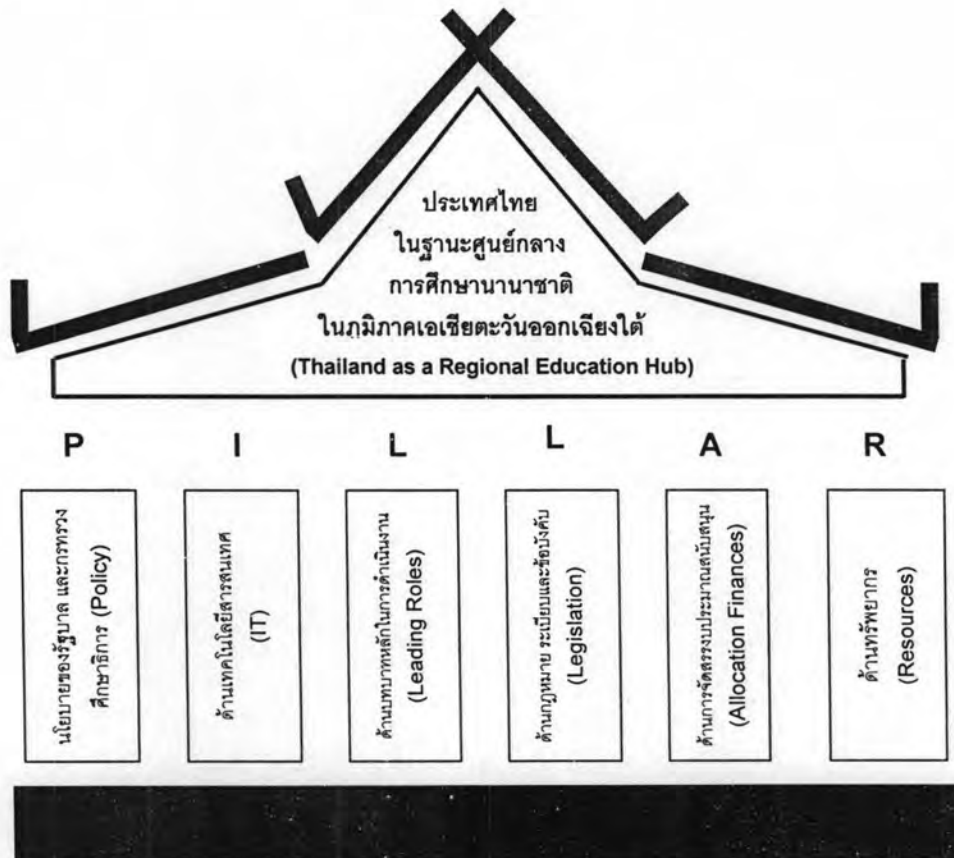 ประเทศไทย
ในฐานะศูนย์กลาง
การศึกษานานาชาติ
ในภูมิภาคเอเชียตะวันออกเฉียงใต้
(Thailand as a Regional Education Hub)
P I L L A R
นโยบายของรัฐบาล และกระทรวง
ศึกษาธิการ (Policy)
ด้านเทคโนโลยีสารสนเทศ
(IT)
ด้านบทบาทหลักในการดำเนินงาน
(Leading Roles)
ด้านกฎหมาย ระเบียบและข้อบังคับ
(Legislation)
ด้านการจัดสรรงบประมาณสนับสนุน
(Allocation Finances)
ด้านทรัพยากร
(Resources)